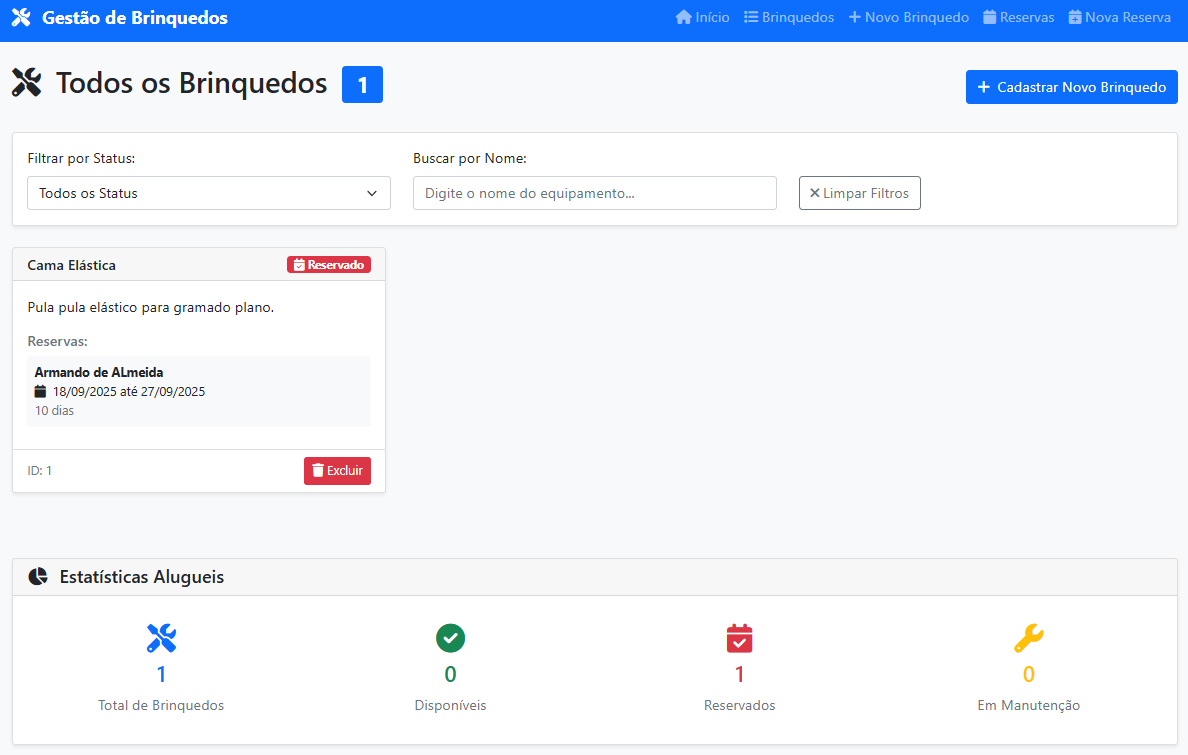 Gestão de Brinquedos
Início Brinquedos Novo Brinquedo Reservas Nova Reserva
Todos os Brinquedos 1
Cadastrar Novo Brinquedo
Filtrar por Status:
Buscar por Nome:
Todos os Status
Digite o nome do equipamento...
Limpar Filtros
Cama Elástica
Reservado
Pula pula elástico para gramado plano.
Reservas:
Armando de ALmeida
18/09/2025 até 27/09/2025
10 dias
ID: 1
Excluir
Estatísticas Alugueis
1
Total de Brinquedos
0
Disponíveis
1
Reservados
0
Em Manutenção